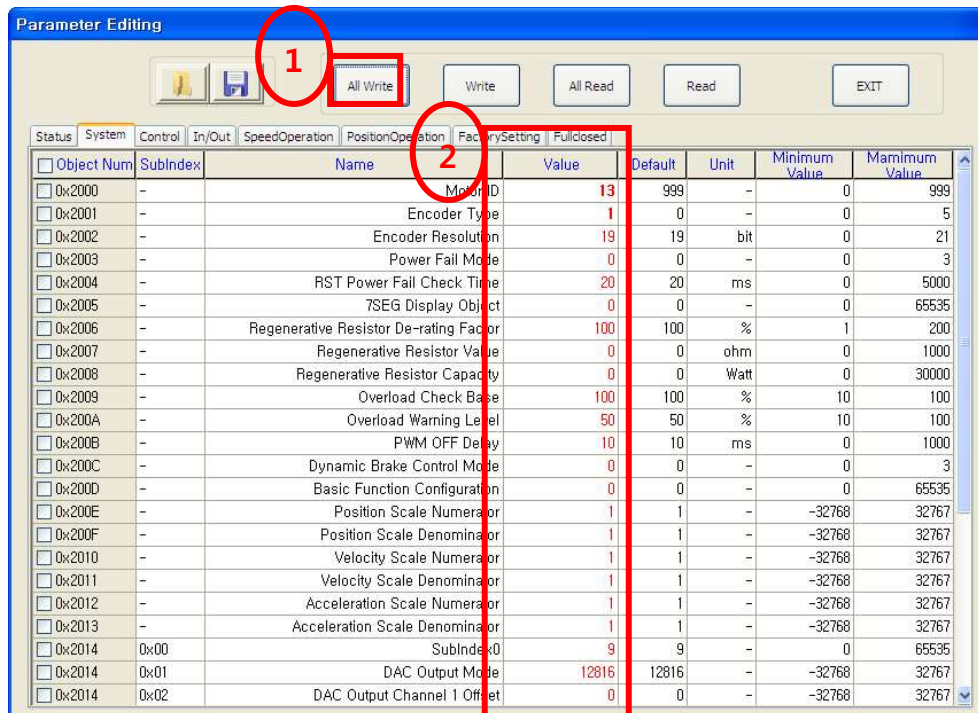 Parameter Editing
1
All Write Write All Read Read EXIT
Status System Control In/Out SpeedOperation PositionOperation FactorySetting Fullclosed
2
Object Num SubIndex Name Value Default Unit Minimum Value Mamimum Value
0x2000 - Motor ID 13 999 - 0 999
0x2001 - Encoder Type 1 0 - 0 5
0x2002 - Encoder Resolution 19 19 bit 0 21
0x2003 - Power Fail Mode 0 0 - 0 3
0x2004 - RST Power Fail Check Time 20 20 ms 0 5000
0x2005 - 7SEG Display Object 0 0 - 0 65535
0x2006 - Regenerative Resistor De-rating Factor 100 100 % 1 200
0x2007 - Regenerative Resistor Value 0 0 ohm 0 1000
0x2008 - Regenerative Resistor Capacity 0 0 Watt 0 30000
0x2009 - Overload Check Base 100 100 % 10 100
0x200A - Overload Warning Level 50 50 % 10 100
0x200B - PWM OFF Delay 10 10 ms 0 1000
0x200C - Dynamic Brake Control Mode 0 0 - 0 3
0x200D - Basic Function Configuration 0 0 - 0 65535
0x200E - Position Scale Numerator 1 1 - -32768 32767
0x200F - Position Scale Denominator 1 1 - -32768 32767
0x2010 - Velocity Scale Numerator 1 1 - -32768 32767
0x2011 - Velocity Scale Denominator 1 1 - -32768 32767
0x2012 - Acceleration Scale Numerator 1 1 - -32768 32767
0x2013 - Acceleration Scale Denominator 1 1 - -32768 32767
0x2014 0x00 SubIndex0 9 9 - 0 65535
0x2014 0x01 DAC Output Mode 12816 12816 - -32768 32767
0x2014 0x02 DAC Output Channel 1 Offset 0 0 - -32768 32767